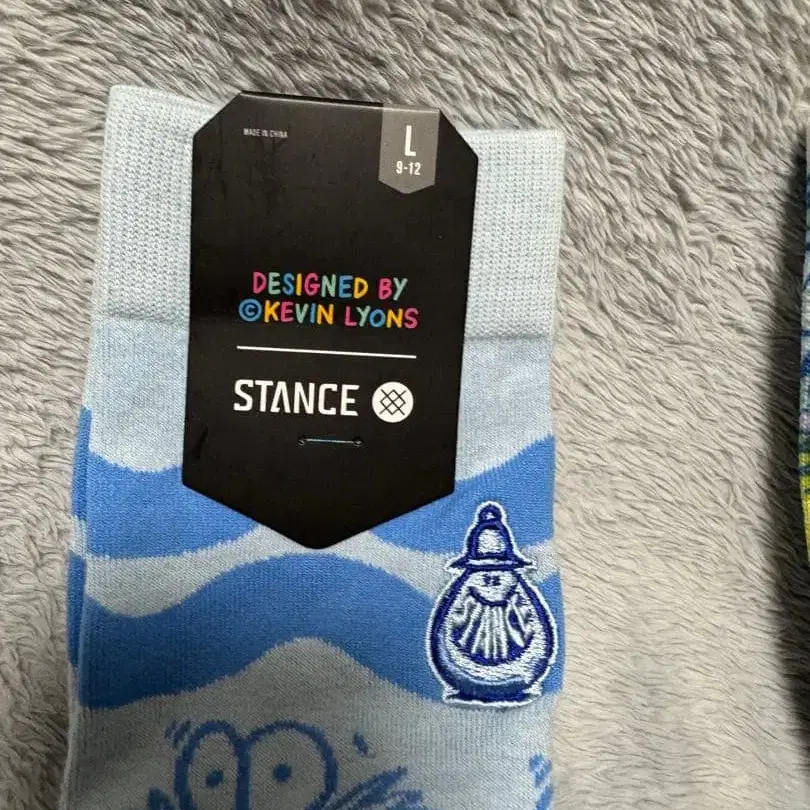 MADE IN CHINA
L
9-12
DESIGNED BY
©KEVIN LYONS
STANCE
STANCE